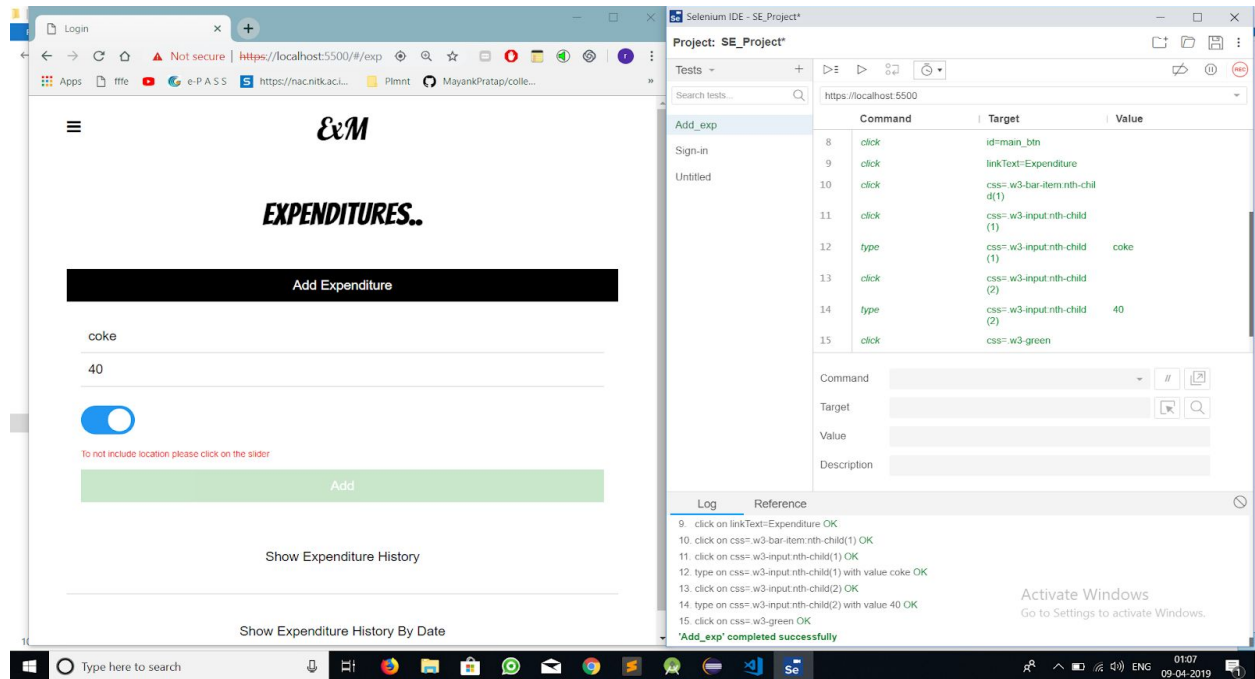 Login
Not secure | https://localhost:5500/#/exp
Apps fffe e-P A S S https://nac.nitk.ac.i... Plmnt MayankPratap/colle... »
ExM
EXPENDITURES..
Add Expenditure
coke
40
To not include location please click on the slider
Add
Show Expenditure History
Show Expenditure History By Date
Selenium IDE - SE_Project*
Project: SE_Project*
Tests
Search tests...
Add_exp
Sign-in
Untitled
REC
https://localhost:5500
Command Target Value
8 click id=main_btn
9 click linkText=Expenditure
10 click css=.w3-bar-item:nth-chil
d(1)
11 click css=.w3-input:nth-child
(1)
12 type css=.w3-input:nth-child coke
(1)
13 click css=.w3-input:nth-child
(2)
14 type css=.w3-input:nth-child 40
(2)
15 click css=.w3-green
Command //
Target
Value
Description
Log Reference
9. click on linkText=Expenditure OK
10. click on css=.w3-bar-item:nth-child(1) OK
11. click on css=.w3-input:nth-child(1) OK
12. type on css=.w3-input:nth-child(1) with value coke OK
13. click on css=.w3-input:nth-child(2) OK
14. type on css=.w3-input:nth-child(2) with value 40 OK
15. click on css=.w3-green OK
'Add_exp' completed successfully
Activate Windows
Go to Settings to activate Windows.
Type here to search
Se
ENG
01:07
09-04-2019